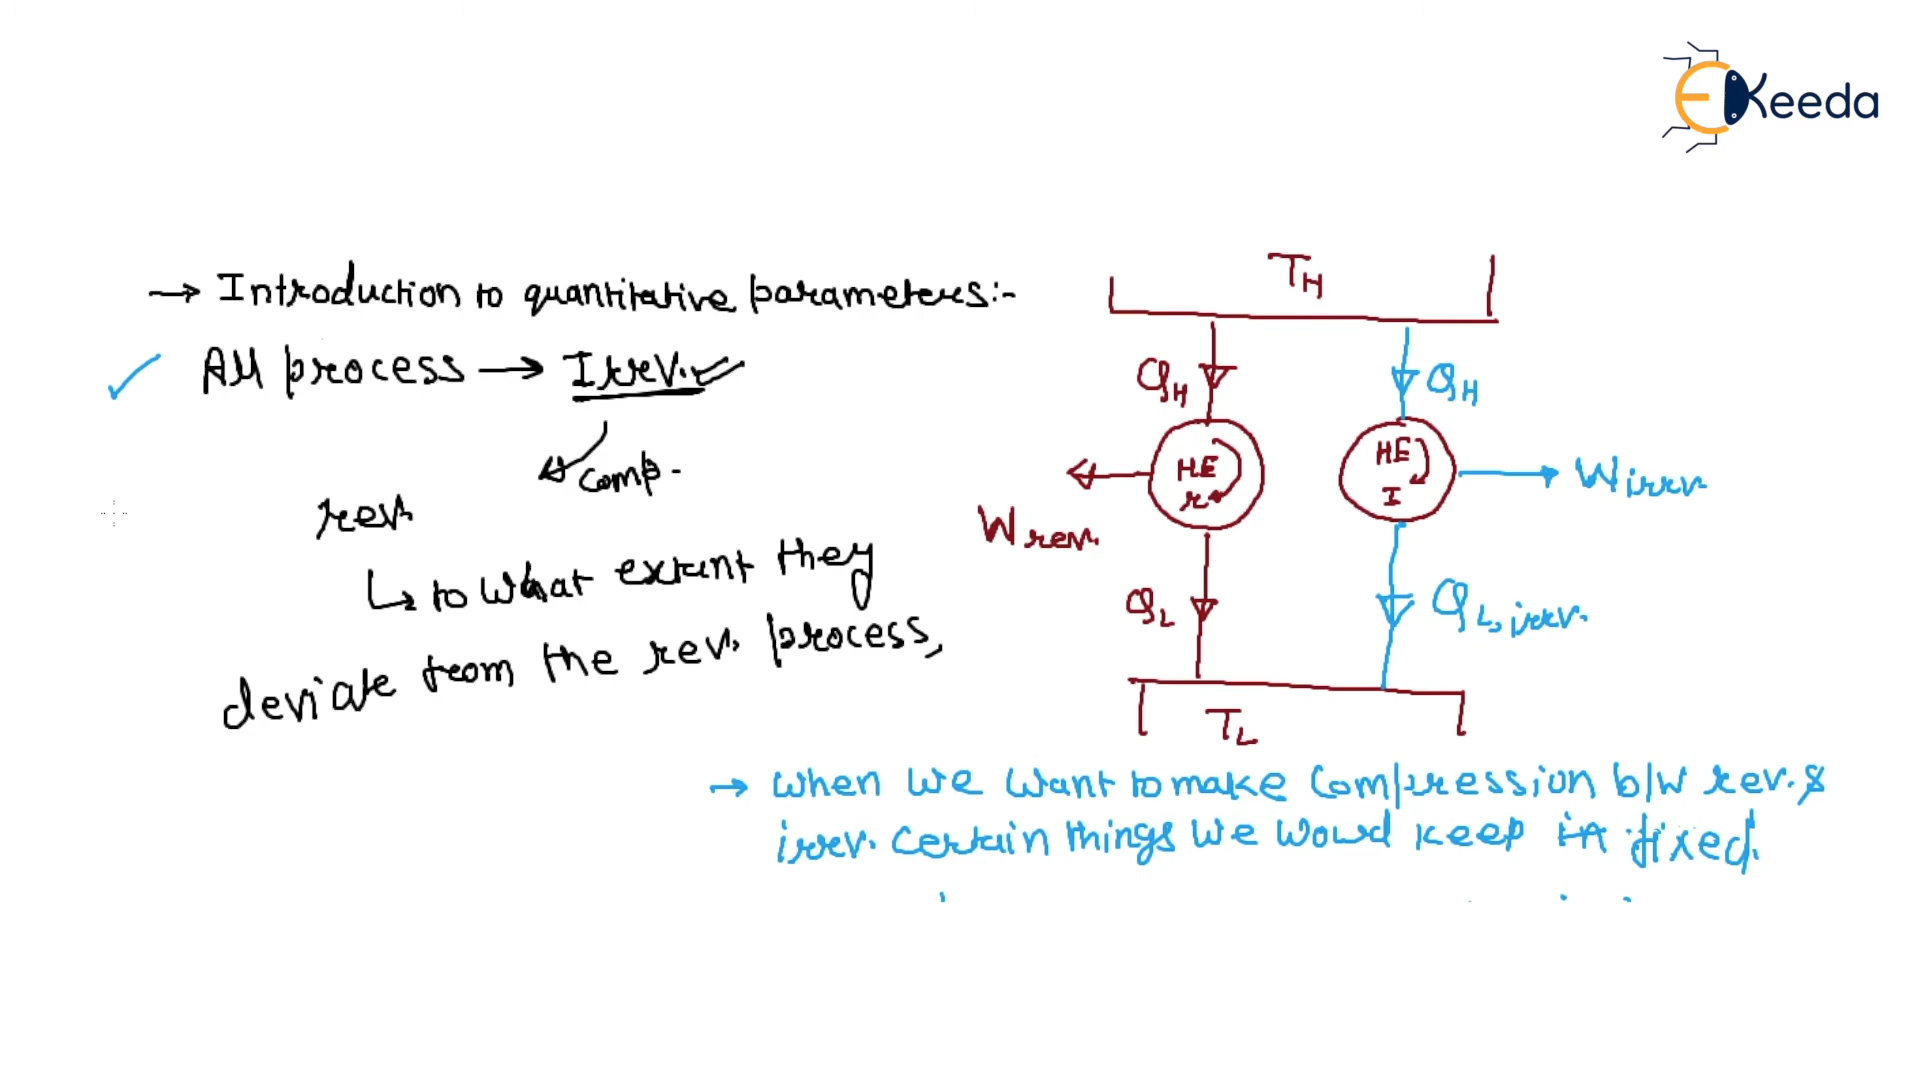 EKeeda
→ Introduction to quantitative parameters:-
All process → Irrev.
comp.
rev.
↳ to what extent they
deviate from the rev. process,
TH
QH
QH
HE
r
HE
I
Wrev.
Wirrev.
QL
QL, irrev.
TL
→ When we want to make Compression b/w rev. &
irrev. certain things we would keep in fixed.